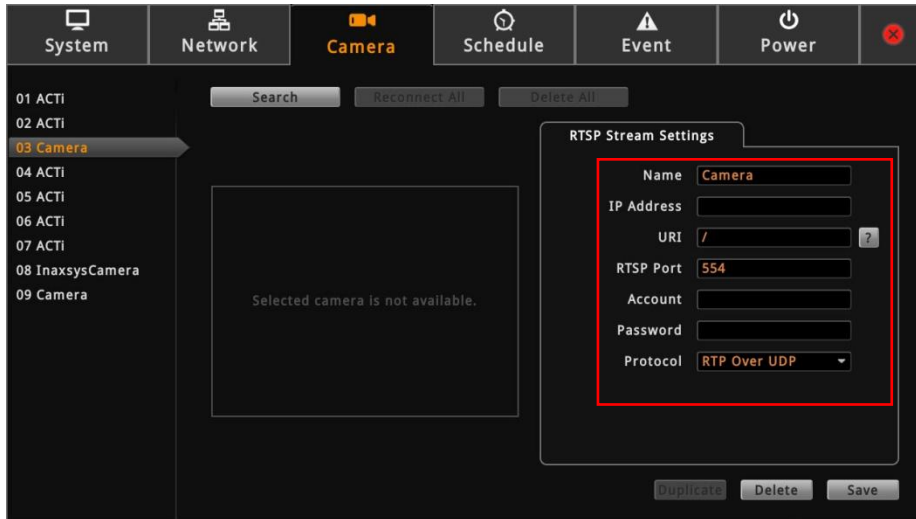 System Network Camera Schedule Event Power
Search Reconnect All Delete All
01 ACTi
02 ACTi
03 Camera
04 ACTi
05 ACTi
06 ACTi
07 ACTi
08 InaxsysCamera
09 Camera
Selected camera is not available.
RTSP Stream Settings
Name Camera
IP Address
URI / ?
RTSP Port 554
Account
Password
Protocol RTP Over UDP
Duplicate Delete Save